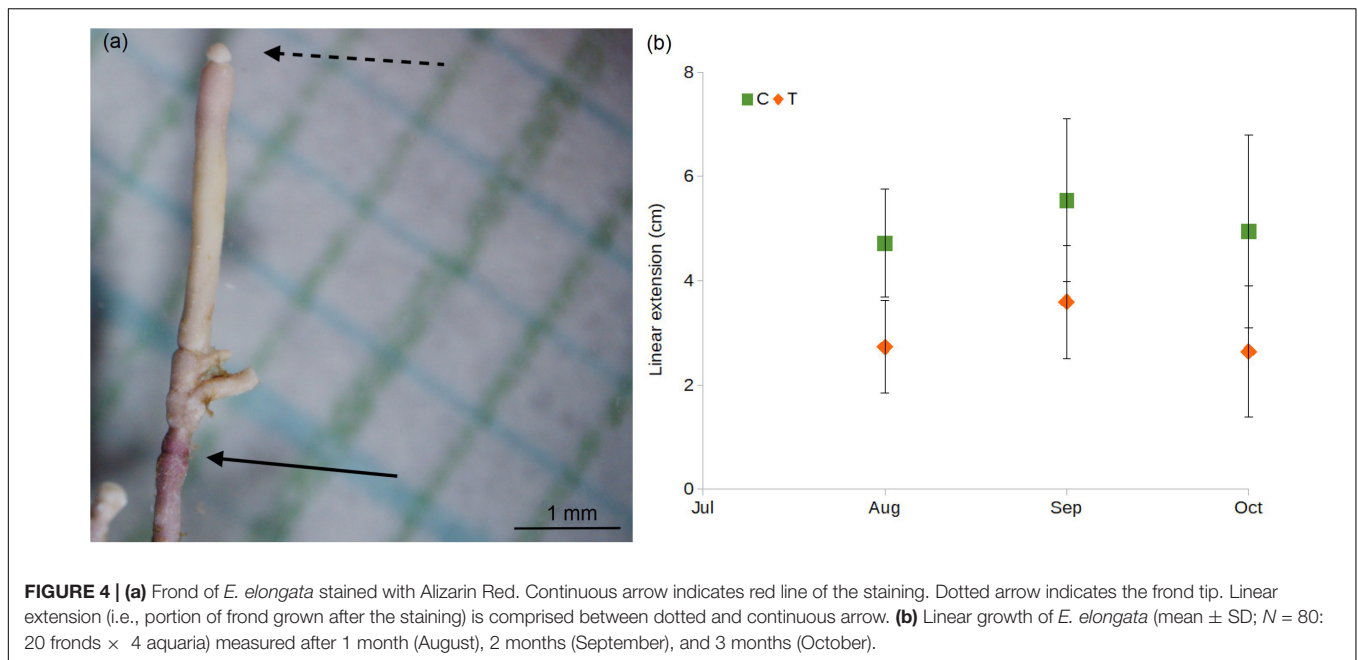 (a)
1 mm
(b)
8
6
4
2
0
Linear extension (cm)
C T
Jul Aug Sep Oct
FIGURE 4 | (a) Frond of E. elongata stained with Alizarin Red. Continuous arrow indicates red line of the staining. Dotted arrow indicates the frond tip. Linear
extension (i.e., portion of frond grown after the staining) is comprised between dotted and continuous arrow. (b) Linear growth of E. elongata (mean ± SD; N = 80:
20 fronds × 4 aquaria) measured after 1 month (August), 2 months (September), and 3 months (October).